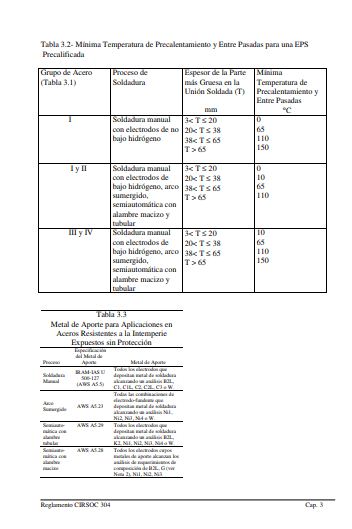 Tabla 3.2- Mínima Temperatura de Precalentamiento y Entre Pasadas para una EPS
Precalificada
Grupo de Acero
(Tabla 3.1)
Proceso de
Soldadura
Espesor de la Parte
más Gruesa en la
Unión Soldada (T)
mm
Mínima
Temperatura de
Precalentamiento y
Entre Pasadas
°C
I
Soldadura manual
con electrodos de no
bajo hidrógeno
3< T ≤ 20
20< T ≤ 38
38< T ≤ 65
T > 65
0
65
110
150
I y II
Soldadura manual
con electrodos de
bajo hidrógeno, arco
sumergido,
semiautomática con
alambre macizo y
tubular
3< T ≤ 20
20< T ≤ 38
38< T ≤ 65
T > 65
0
10
65
110
III y IV
Soldadura manual
con electrodos de
bajo hidrógeno, arco
sumergido,
semiautomática con
alambre macizo y
tubular
3< T ≤ 20
20< T ≤ 38
38< T ≤ 65
T > 65
10
65
110
150
Tabla 3.3
Metal de Aporte para Aplicaciones en
Aceros Resistentes a la Intemperie
Expuestos sin Protección
Proceso
Especificación
del Metal de
Aporte
Metal de Aporte
Soldadura
Manual
IRAM-IAS U
500-127
(AWS A5.5)
Todos los electrodos que
depositan metal de soldadura
alcanzando un análisis B2L,
C1, C1L, C2, C2L, C3 o W.
Arco
Sumergido
AWS A5.23
Todas las combinaciones de
electrodo-fundente que
depositan metal de soldadura
alcanzando un análisis Ni1,
Ni2, Ni3, Ni4 o W.
Semiauto-
mática con
alambre
tubular
AWS A5.29
Todos los electrodos que
depositan metal de soldadura
alcanzando un análisis B2L,
K2, Ni1, Ni2, Ni3, Ni4 o W.
Semiauto-
mática con
alambre
macizo
AWS A5.28
Todos los electrodos cuyos
metales de aporte alcanzan los
análisis de requerimientos de
composición de B2L, G (ver
Nota 2), Ni1, Ni2, Ni3
Reglamento CIRSOC 304
Cap. 3